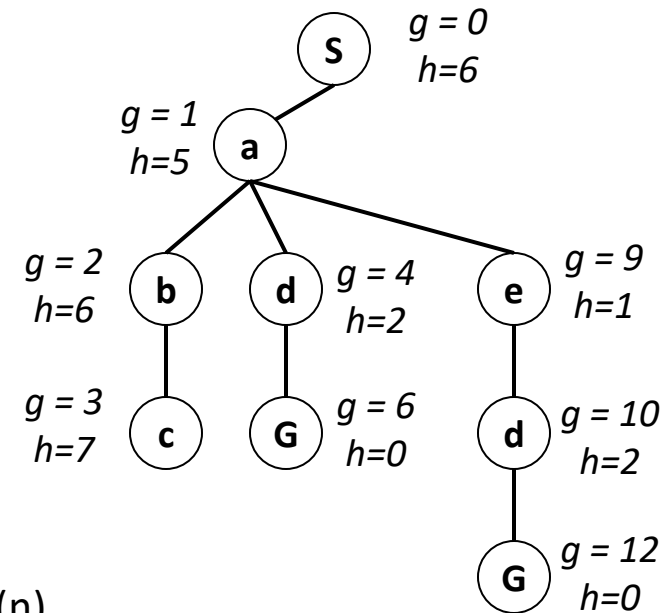 S
g = 0
h=6
g = 1
h=5
a
g = 2
h=6
b
d
g = 4
h=2
e
g = 9
h=1
g = 3
h=7
c
G
g = 6
h=0
d
g = 10
h=2
G
g = 12
h=0
(n)